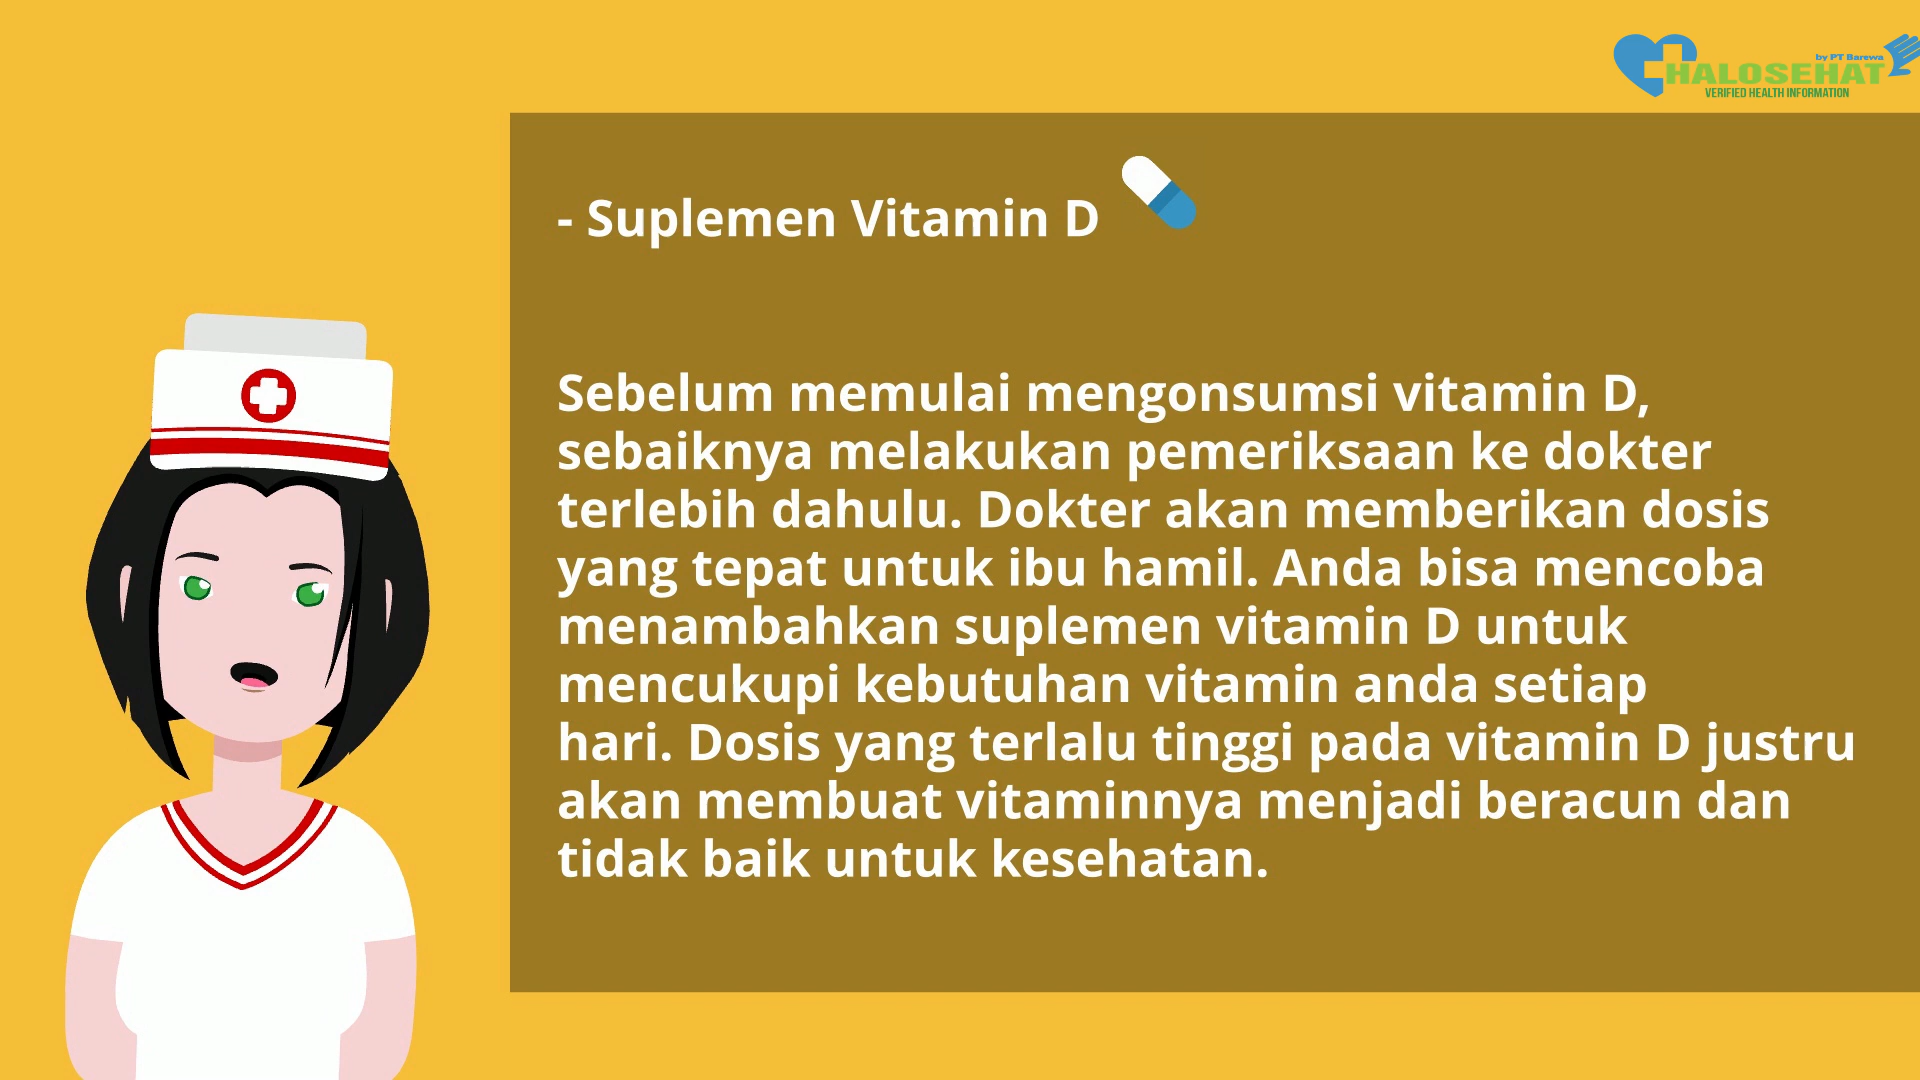 by PT Barewa
HALOSEHAT
VERIFIED HEALTH INFORMATION
- Suplemen Vitamin D
Sebelum memulai mengonsumsi vitamin D,
sebaiknya melakukan pemeriksaan ke dokter
terlebih dahulu. Dokter akan memberikan dosis
yang tepat untuk ibu hamil. Anda bisa mencoba
menambahkan suplemen vitamin D untuk
mencukupi kebutuhan vitamin anda setiap
hari. Dosis yang terlalu tinggi pada vitamin D justru
akan membuat vitaminnya menjadi beracun dan
tidak baik untuk kesehatan.